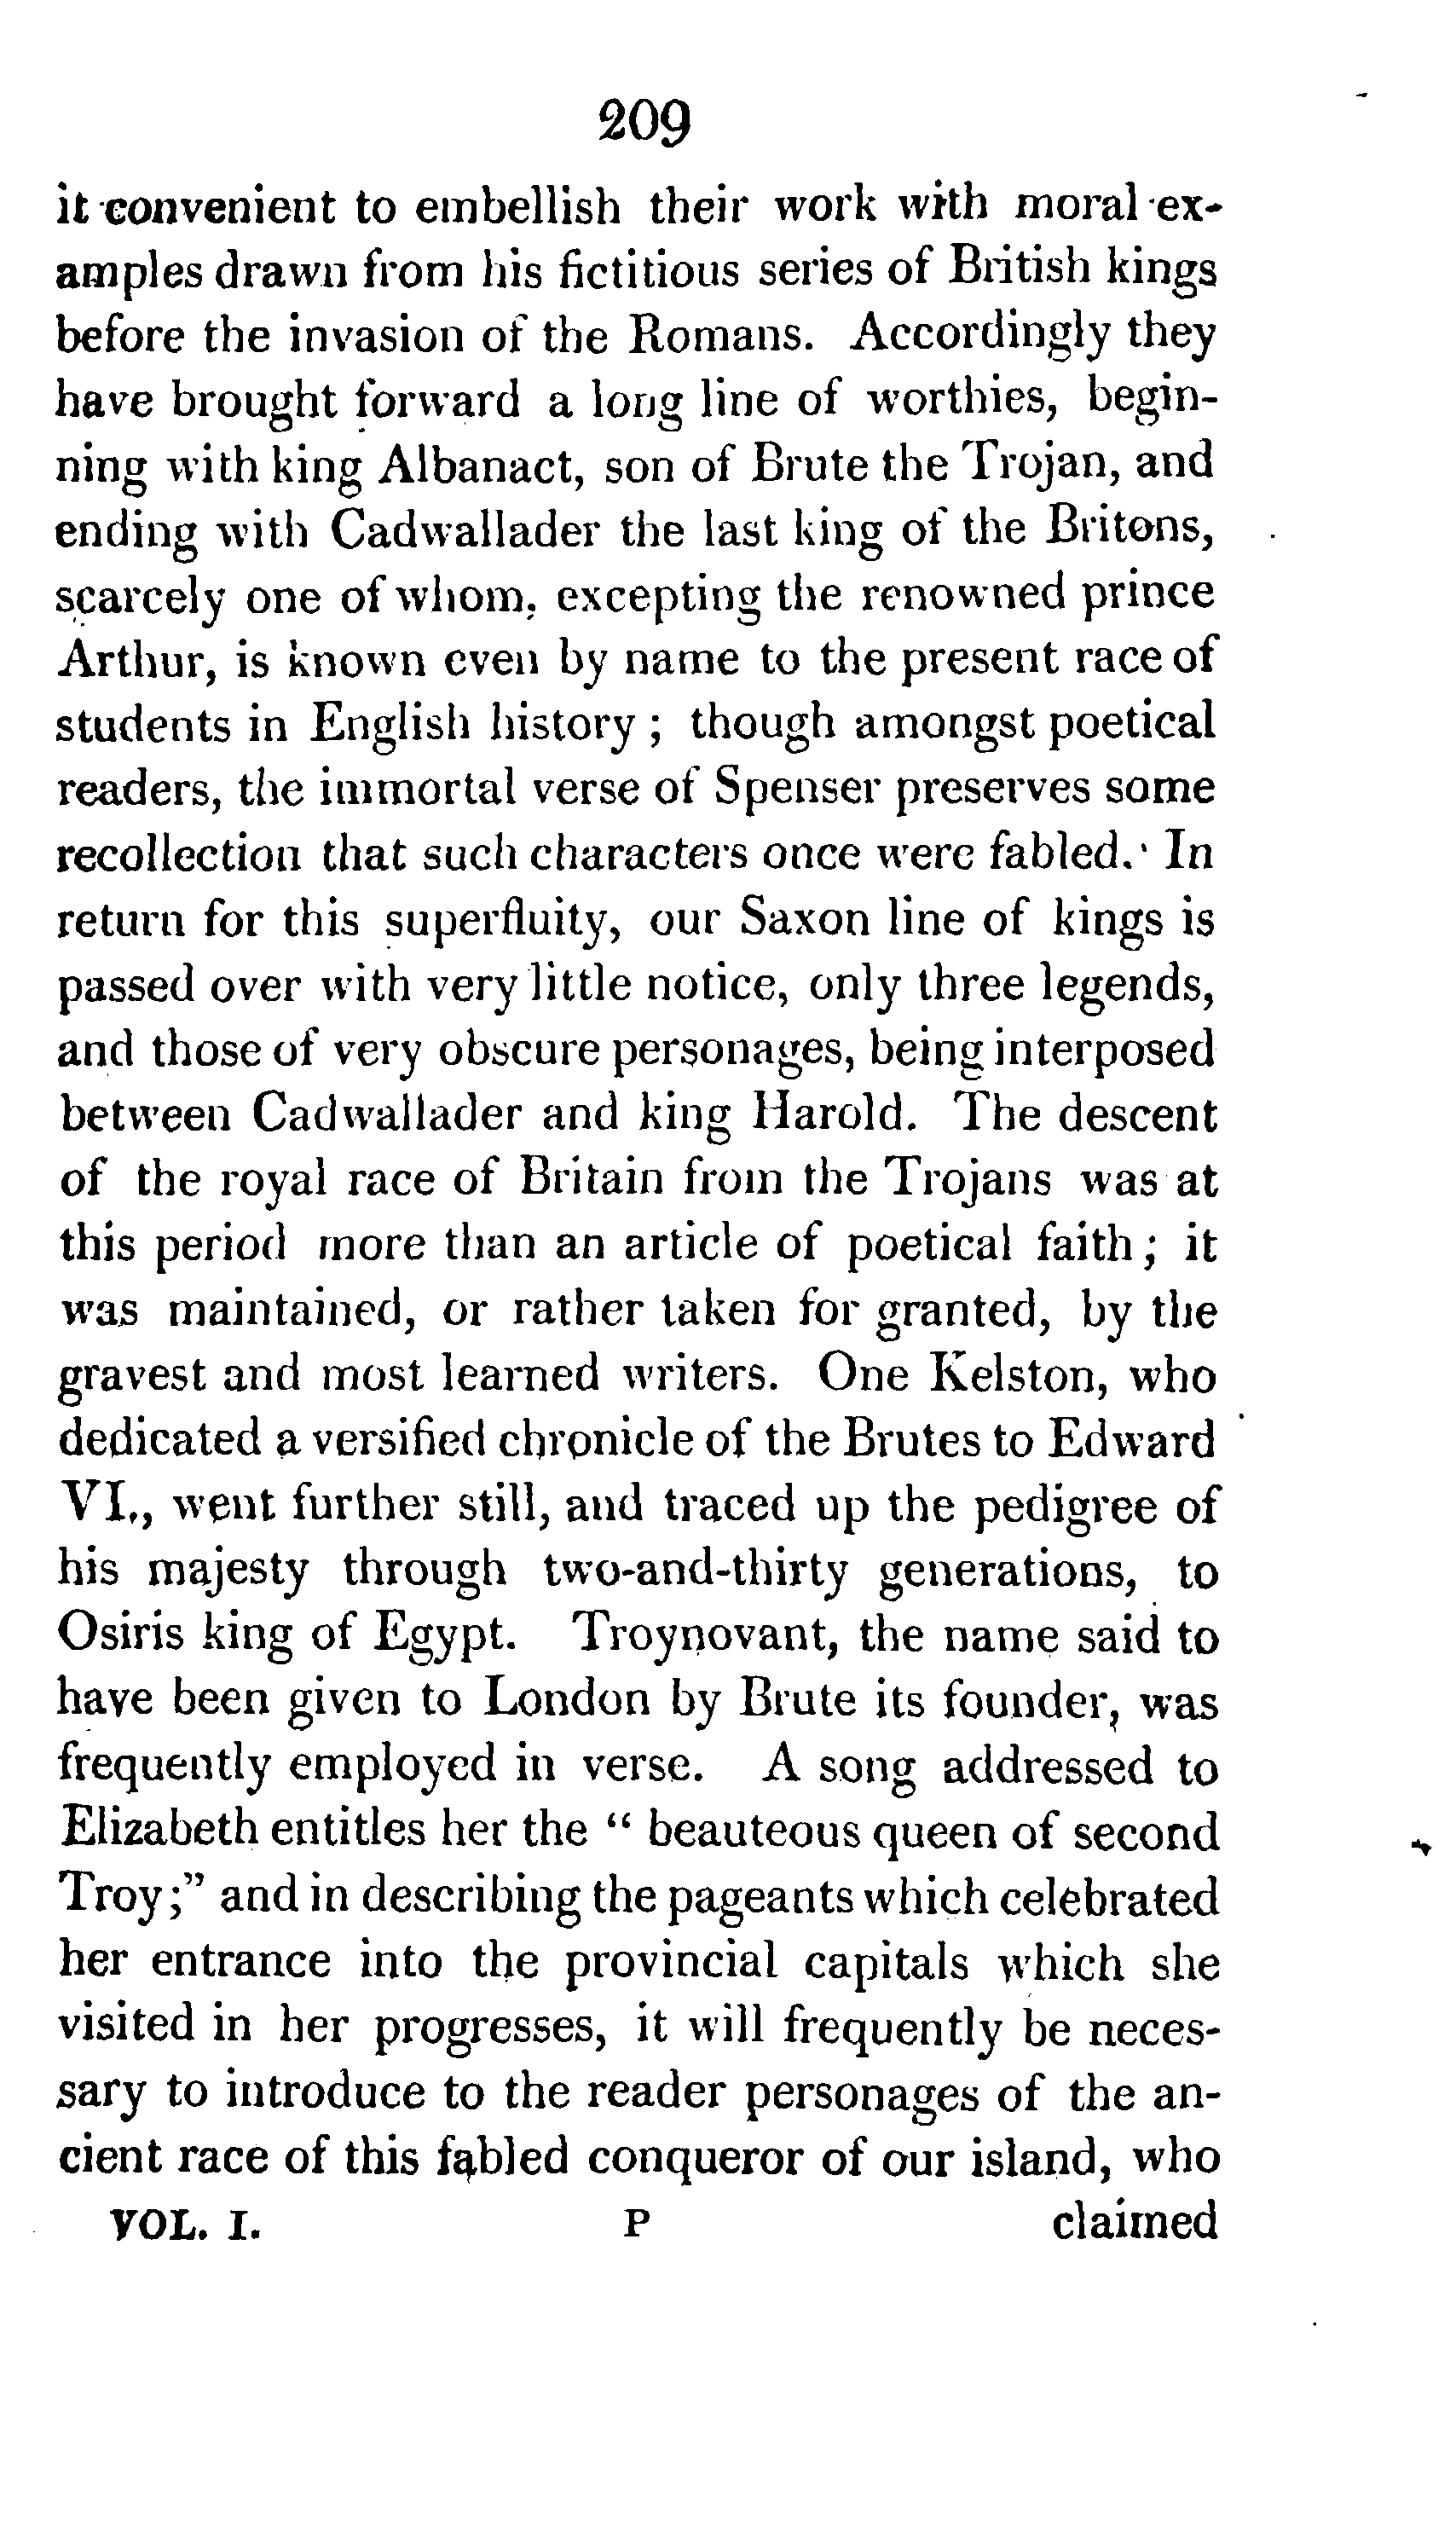 209
it convenient to embellish their work with moral ex-
amples drawn from his fictitious series of British kings
before the invasion of the Romans. Accordingly they
have brought forward a long line of worthies, begin-
ning with king Albanact, son of Brute the Trojan, and
ending with Cadwallader the last king of the Britons,
scarcely one of whom, excepting the renowned prince
Arthur, is known even by name to the present race of
students in English history ; though amongst poetical
readers, the immortal verse of Spenser preserves some
recollection that such characters once were fabled. In
return for this superfluity, our Saxon line of kings is
passed over with very little notice, only three legends,
and those of very obscure personages, being interposed
between Cadwallader and king Harold. The descent
of the royal race of Britain from the Trojans was at
this period more than an article of poetical faith ; it
was maintained, or rather taken for granted, by the
gravest and most learned writers. One Kelston, who
dedicated a versified chronicle of the Brutes to Edward
VI., went further still, and traced up the pedigree of
his majesty through two-and-thirty generations, to
Osiris king of Egypt. Troynovant, the name said to
have been given to London by Brute its founder, was
frequently employed in verse. A song addressed to
Elizabeth entitles her the " beauteous queen of second
Troy ;" and in describing the pageants which celebrated
her entrance into the provincial capitals which she
visited in her progresses, it will frequently be neces-
sary to introduce to the reader personages of the an-
cient race of this fabled conqueror of our island, who
VOL. I. P claimed